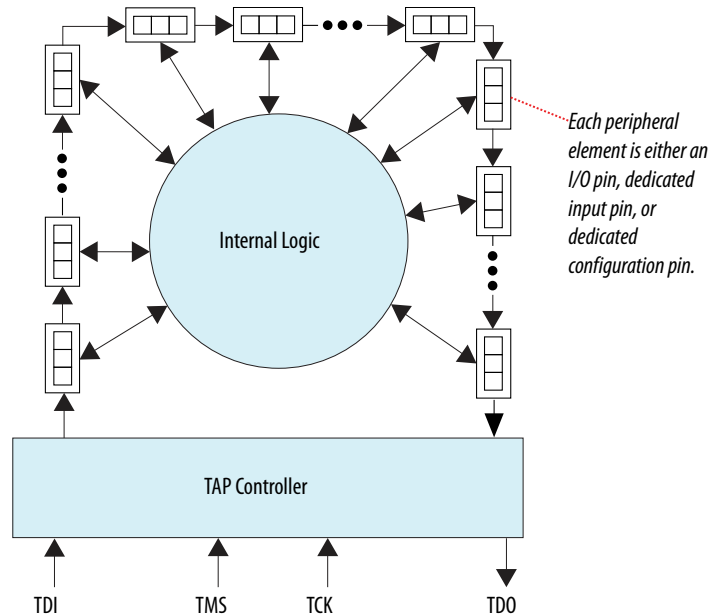 Each peripheral
element is either an
I/O pin, dedicated
input pin, or
dedicated
configuration pin.
Internal Logic
TAP Controller
TDI TMS TCK TDO